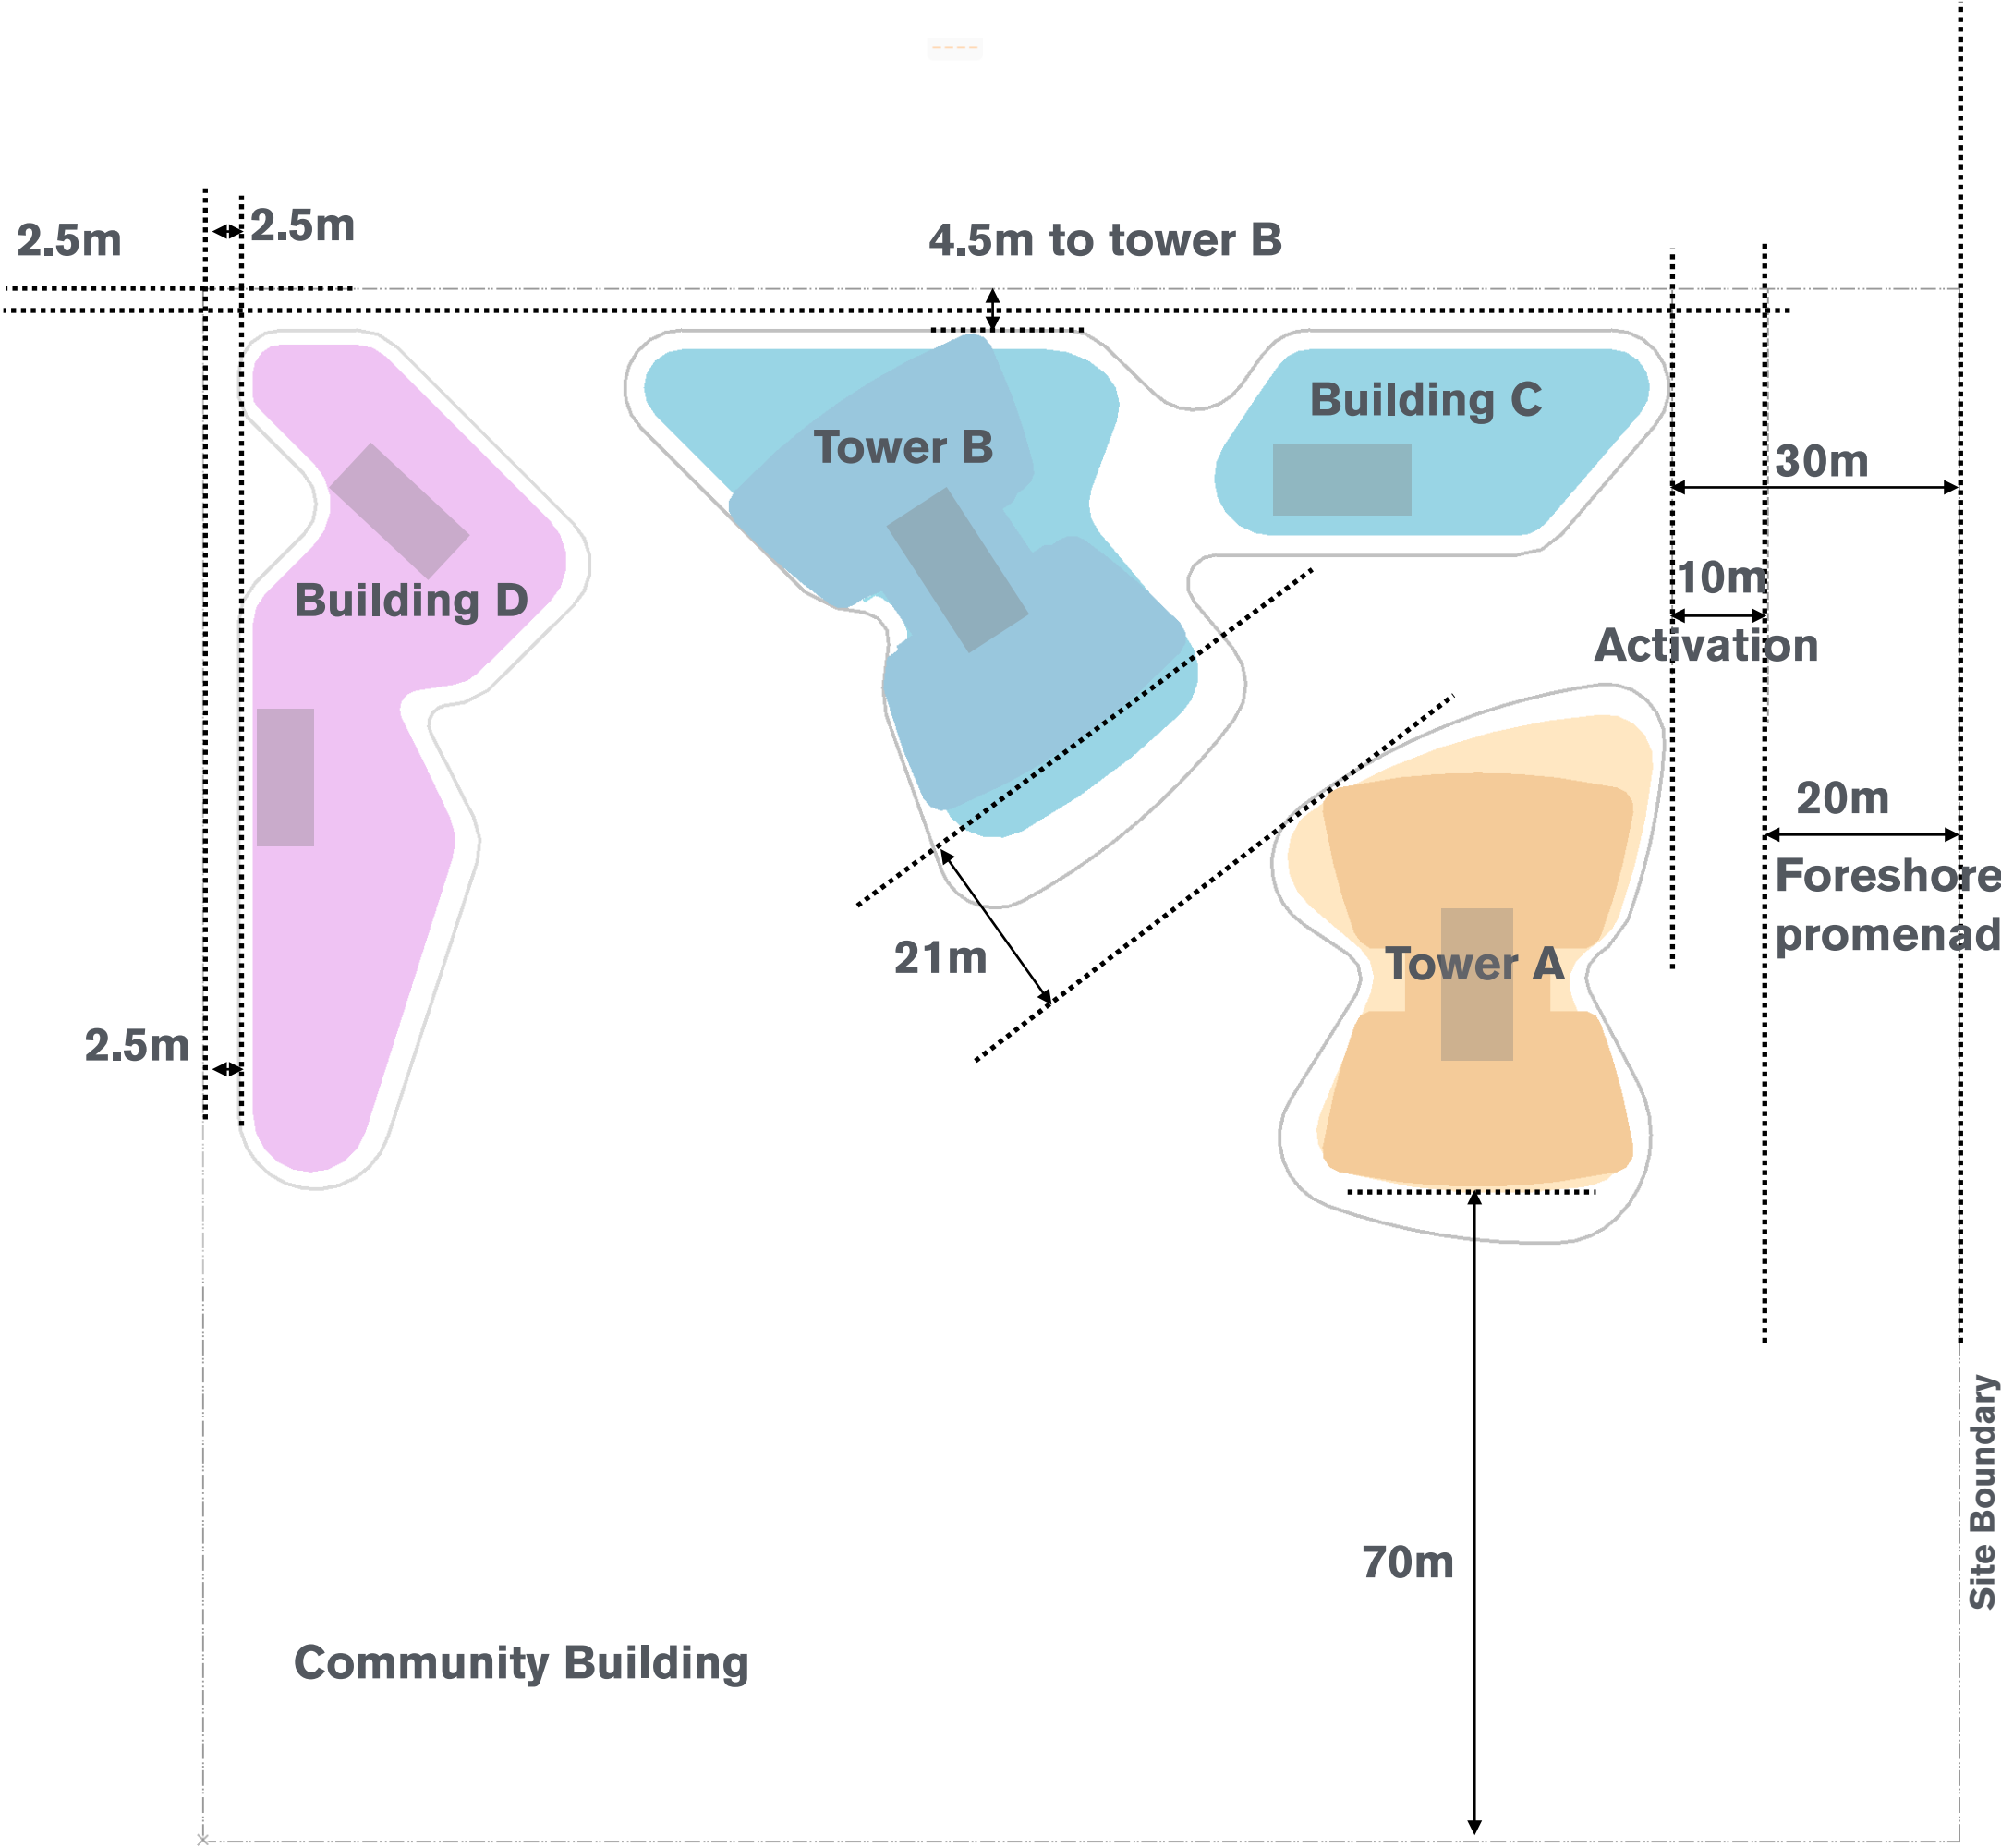 2.5m
2.5m
4.5m to tower B
Building C
Tower B
30m
10m
Building D
Activation
20m
Foreshore
promenad
21m
Tower A
2.5m
70m
Site Boundary
Community Building